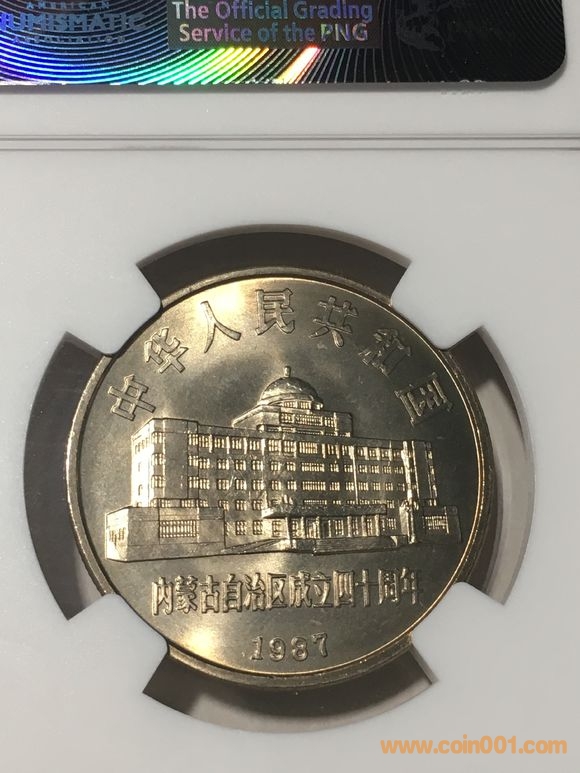 AMERICAN
NUMISMATIC
The Official Grading
Service of the PNG
中华人民共和国
内蒙古自治区成立四十周年
1987
www.coin001.com